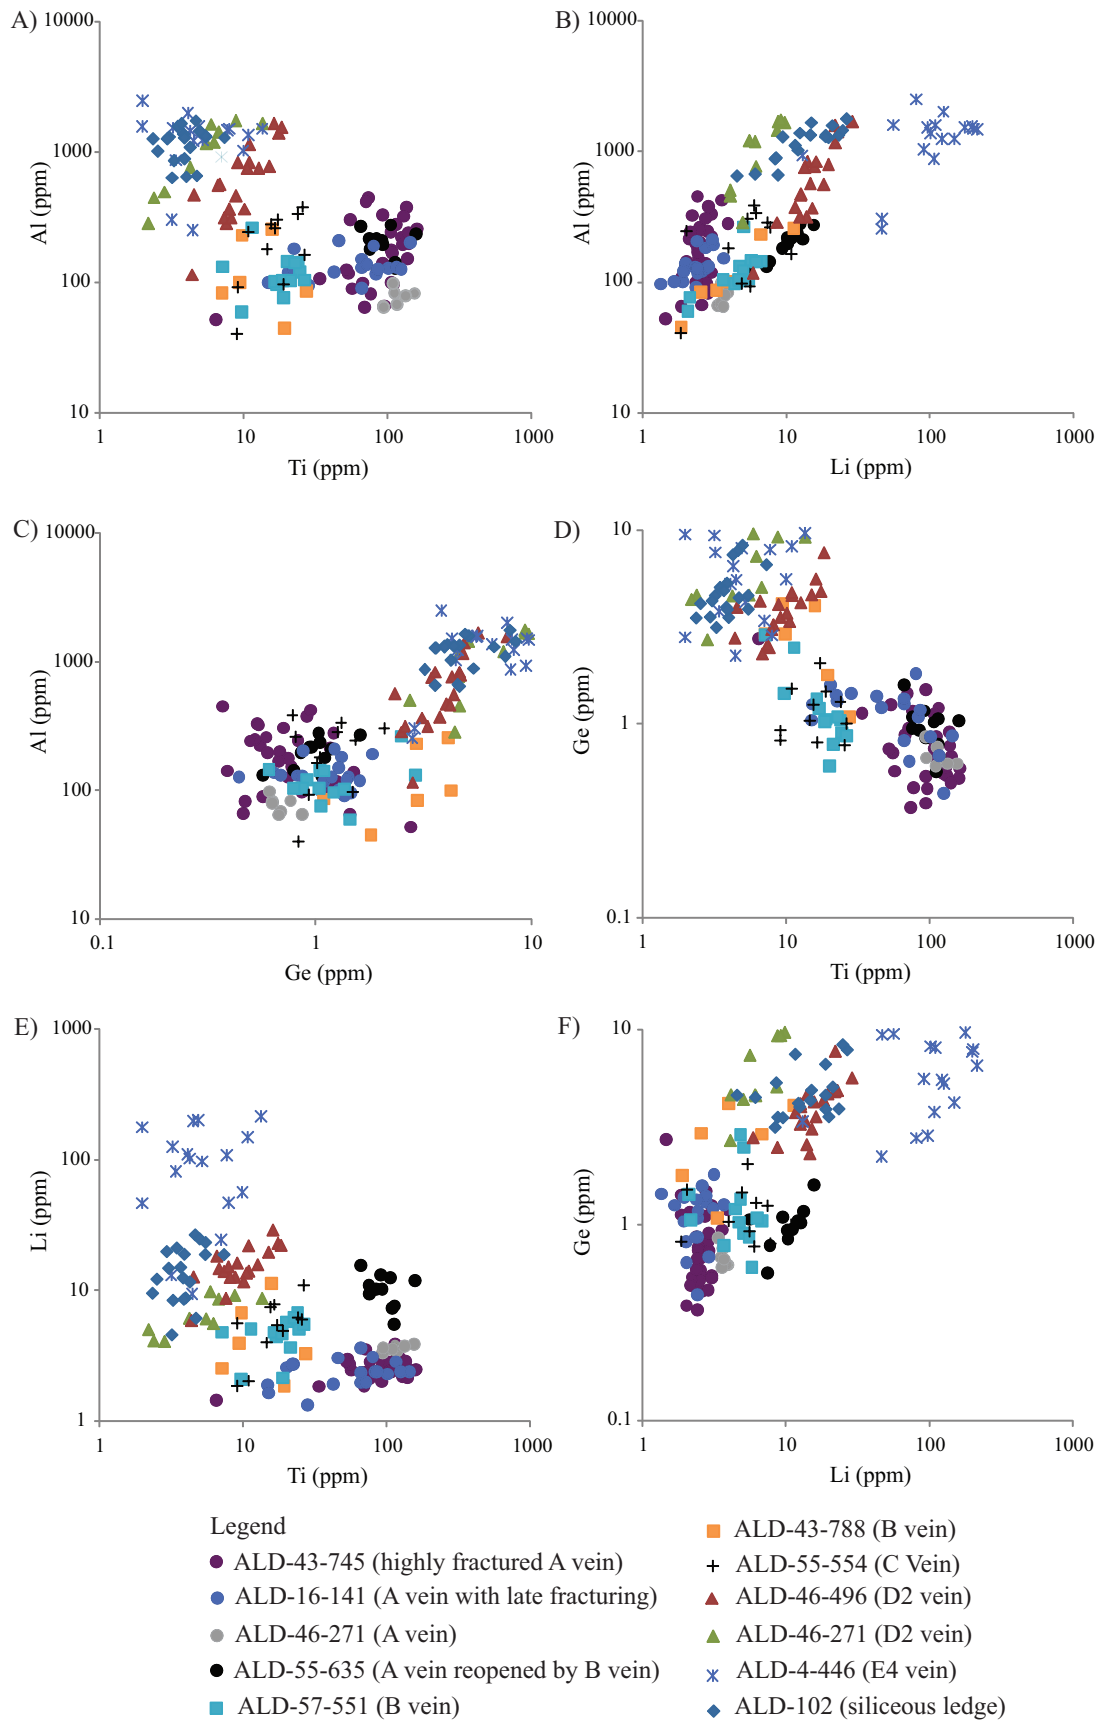 A)
10000
1000
100
10
Al (ppm)
1 10 100 1000
Ti (ppm)
B)
10000
1000
100
10
Al (ppm)
1 10 100 1000
Li (ppm)
C)
10000
1000
100
10
Al (ppm)
0.1 1 10
Ge (ppm)
D)
10
1
0.1
Ge (ppm)
1 10 100 1000
Ti (ppm)
E)
1000
100
10
1
Li (ppm)
1 10 100 1000
Ti (ppm)
F)
10
1
0.1
Ge (ppm)
1 10 100 1000
Li (ppm)
Legend
ALD-43-745 (highly fractured A vein)
ALD-16-141 (A vein with late fracturing)
ALD-46-271 (A vein)
ALD-55-635 (A vein reopened by B vein)
ALD-57-551 (B vein)
ALD-43-788 (B vein)
ALD-55-554 (C Vein)
ALD-46-496 (D2 vein)
ALD-46-271 (D2 vein)
ALD-4-446 (E4 vein)
ALD-102 (siliceous ledge)